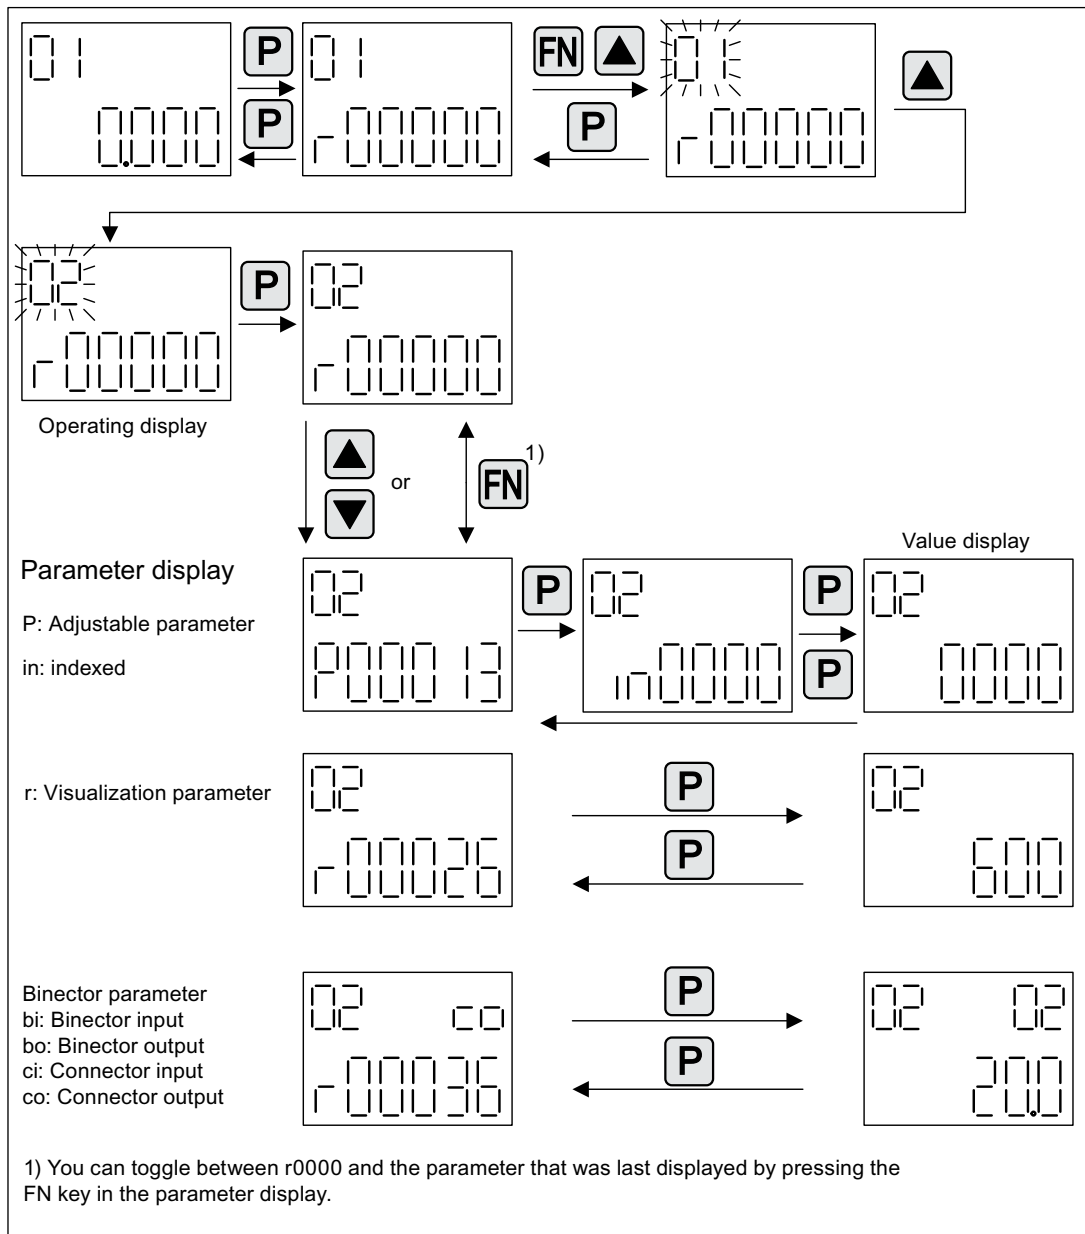 01 P 01 FN ▲ 01 ▲
0.000 P r00000 P r00000
02 P 02
r00000 r00000
Operating display
▲ or FN 1)
▼
Value display
Parameter display
02 P 02 P 02
P: Adjustable parameter
in: indexed
P00013 in0000 P 0000
02 P 02
r: Visualization parameter
r00026 P 600
Binector parameter
02 co P 02 02
bi: Binector input
bo: Binector output
ci: Connector input
co: Connector output
r00036 P 20.0
1) You can toggle between r0000 and the parameter that was last displayed by pressing the
FN key in the parameter display.